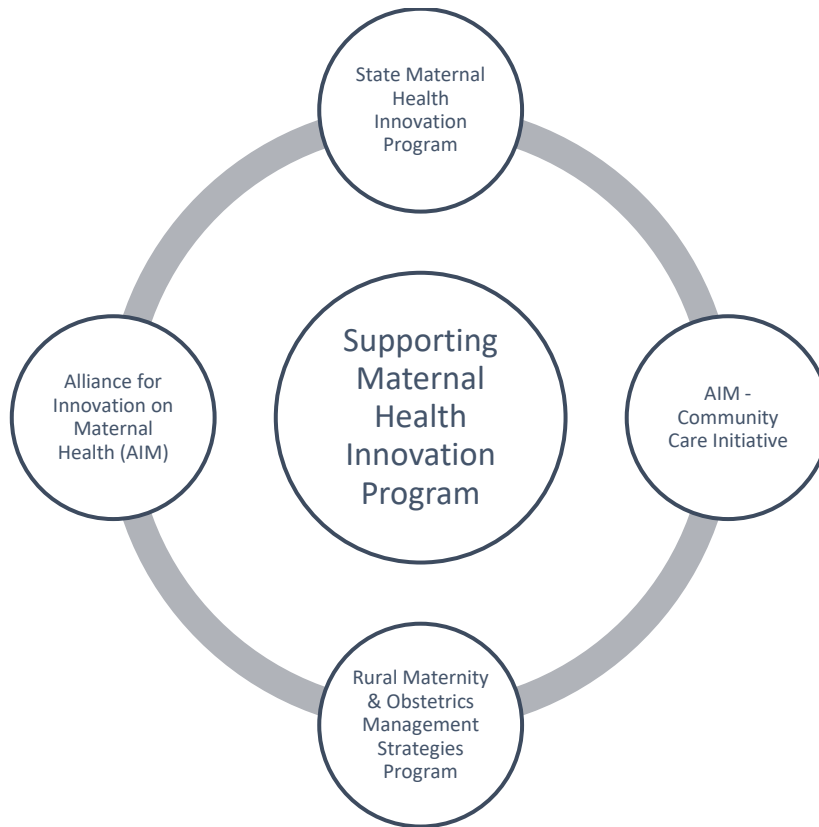 State Maternal
Health
Innovation
Program
Alliance for
Innovation on
Maternal
Health (AIM)
Supporting
Maternal
Health
Innovation
Program
AIM -
Community
Care Initiative
Rural Maternity
& Obstetrics
Management
Strategies
Program